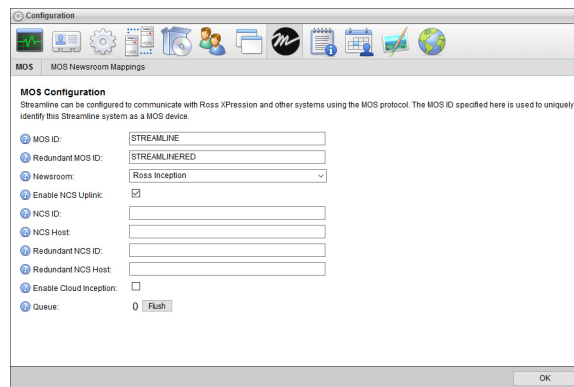 Configuration
MOS MOS Newsroom Mappings
MOS Configuration
Streamline can be configured to communicate with Ross XPression and other systems using the MOS protocol. The MOS ID specified here is used to uniquely
identify this Streamline system as a MOS device.
MOS ID: STREAMLINE
Redundant MOS ID: STREAMLINERED
Newsroom: Ross Inception
Enable NCS Uplink:
NCS ID:
NCS Host:
Redundant NCS ID:
Redundant NCS Host:
Enable Cloud Inception:
Queue: () Flush
OK